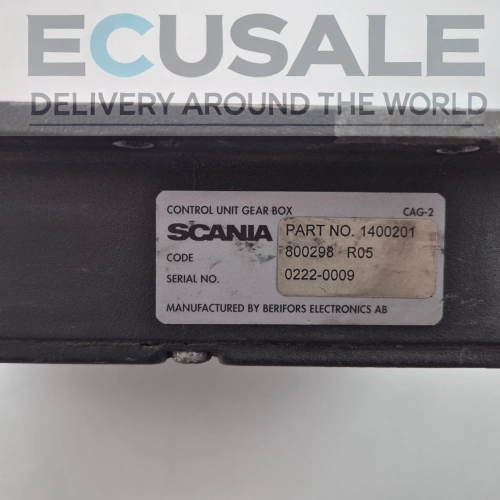 ECUSALE
DELIVERY AROUND THE WORLD
CONTROL UNIT GEAR BOX CAG-2
SCANIA PART NO. 1400201
CODE 800298 R05
SERIAL NO. 0222-0009
MANUFACTURED BY BERIFORS ELECTRONICS AB